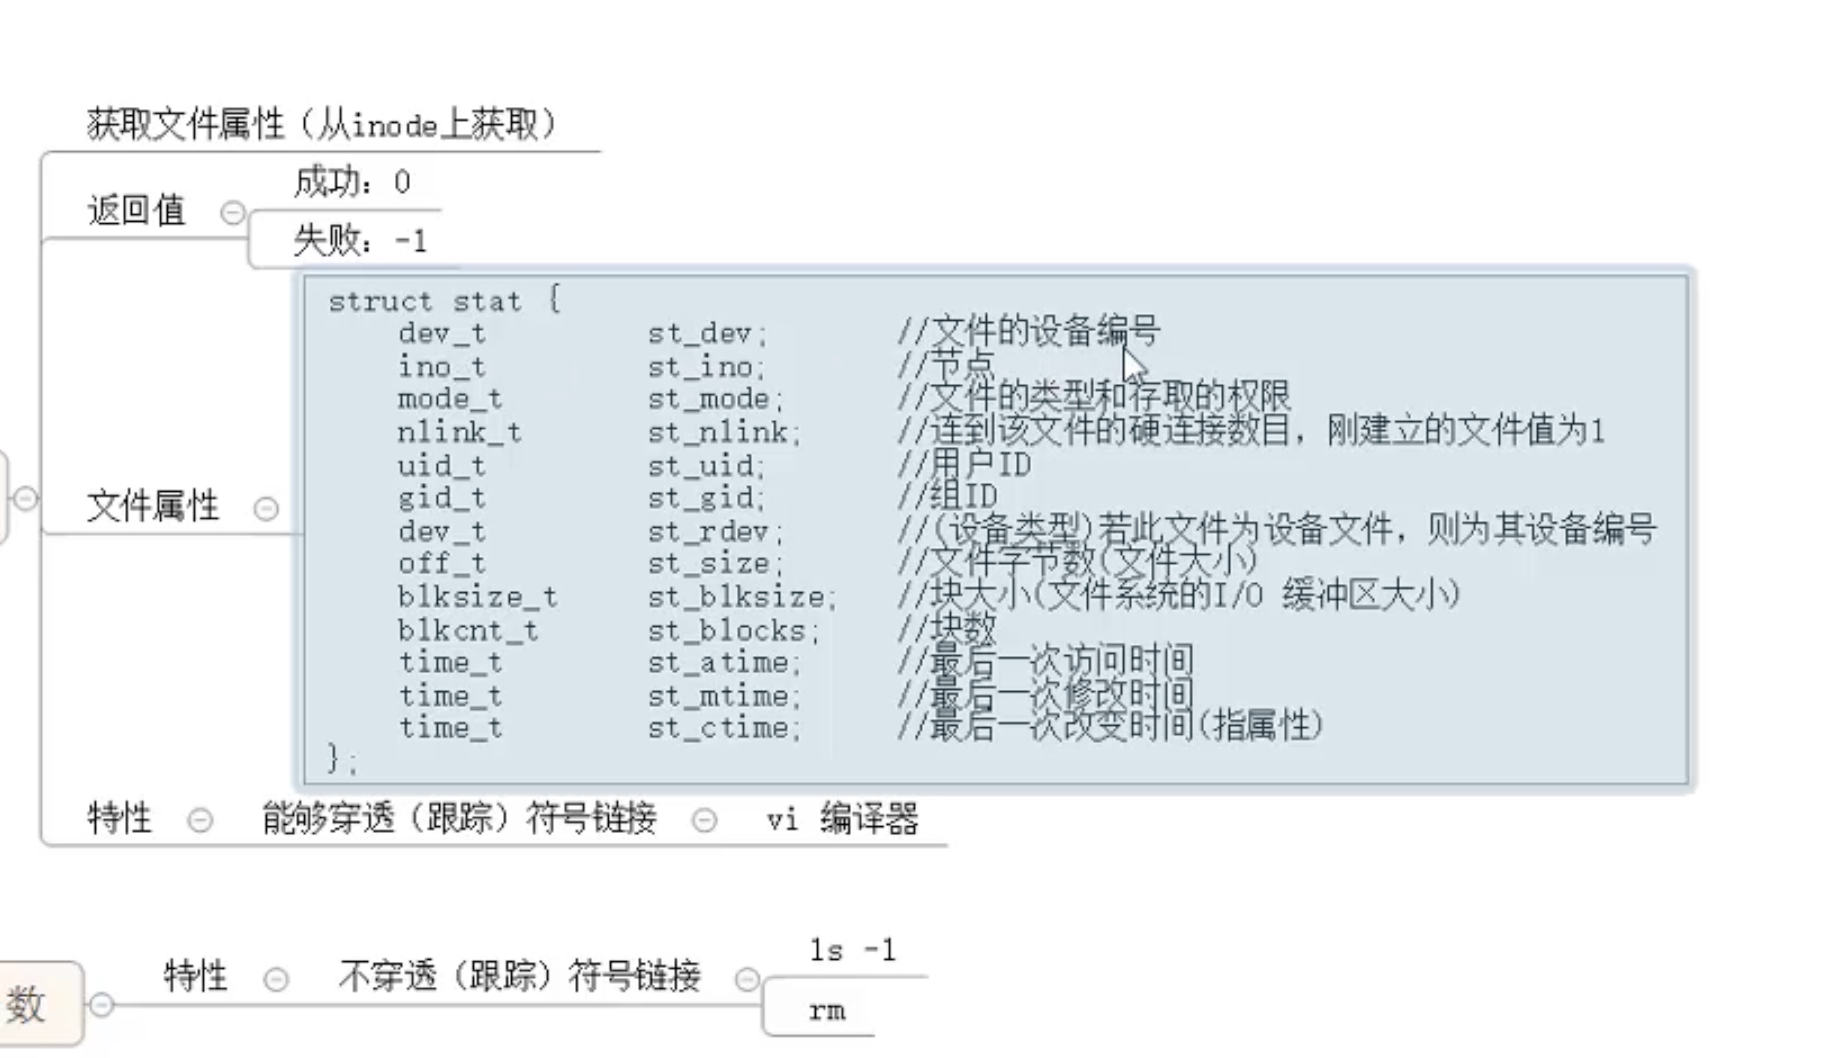 获取文件属性（从inode上获取）
返回值
成功：0
失败：-1
文件属性
struct stat {
dev_t st_dev; //文件的设备编号
ino_t st_ino; //节点
mode_t st_mode; //文件的类型和存取的权限
nlink_t st_nlink; //连到该文件的硬连接数目，刚建立的文件值为1
uid_t st_uid; //用户ID
gid_t st_gid; //组ID
dev_t st_rdev; //(设备类型)若此文件为设备文件，则为其设备编号
off_t st_size; //文件字节数(文件大小)
blksize_t st_blksize; //块大小(文件系统的I/O 缓冲区大小)
blkcnt_t st_blocks; //块数
time_t st_atime; //最后一次访问时间
time_t st_mtime; //最后一次修改时间
time_t st_ctime; //最后一次改变时间(指属性)
};
特性 能够穿透（跟踪）符号链接 vi 编译器
数
特性 不穿透（跟踪）符号链接
ls -l
rm